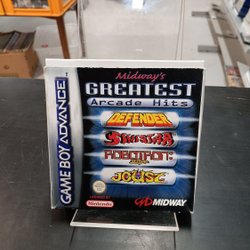 Midway's
GREATEST
Arcade Hits
DEFENDER
SINISTAR
ROBOTRON:
JOUST
GAME BOY ADVANCE
Nintendo
MIDWAY